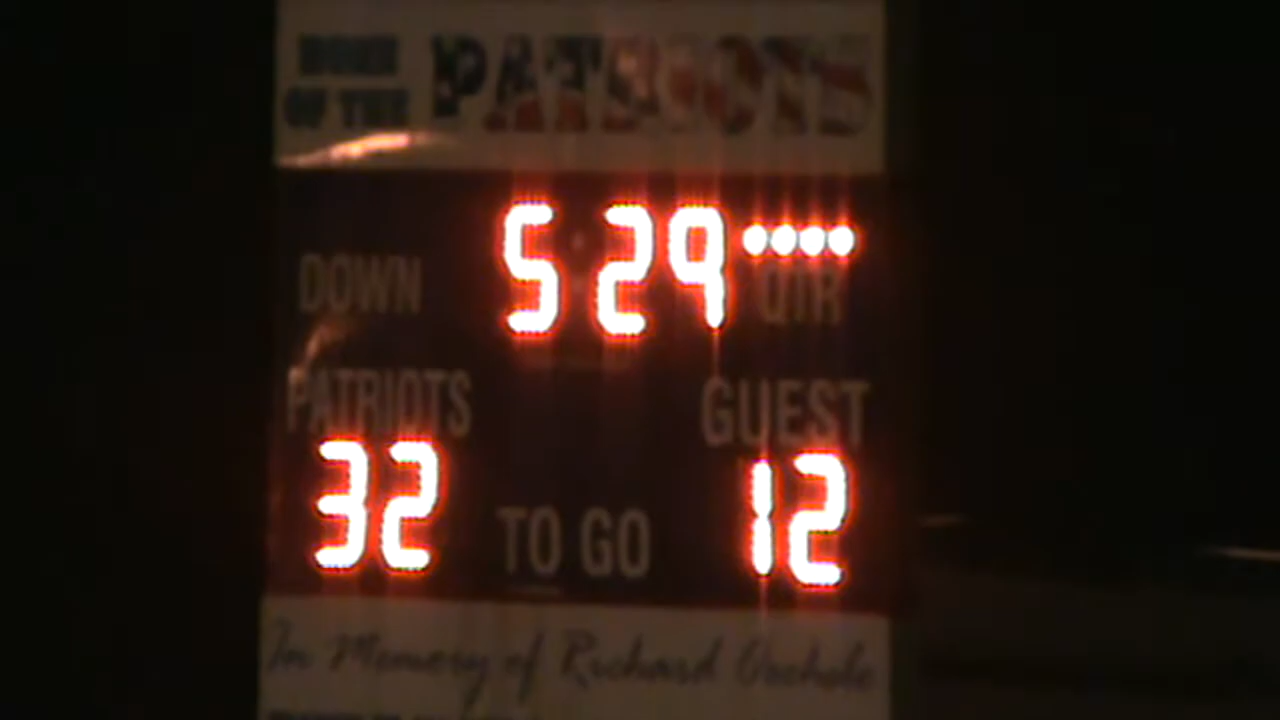 HOME
OF THE PATRIOTS
5:29
DOWN QTR
PATRIOTS GUEST
32 12
TO GO
In Memory of Richard